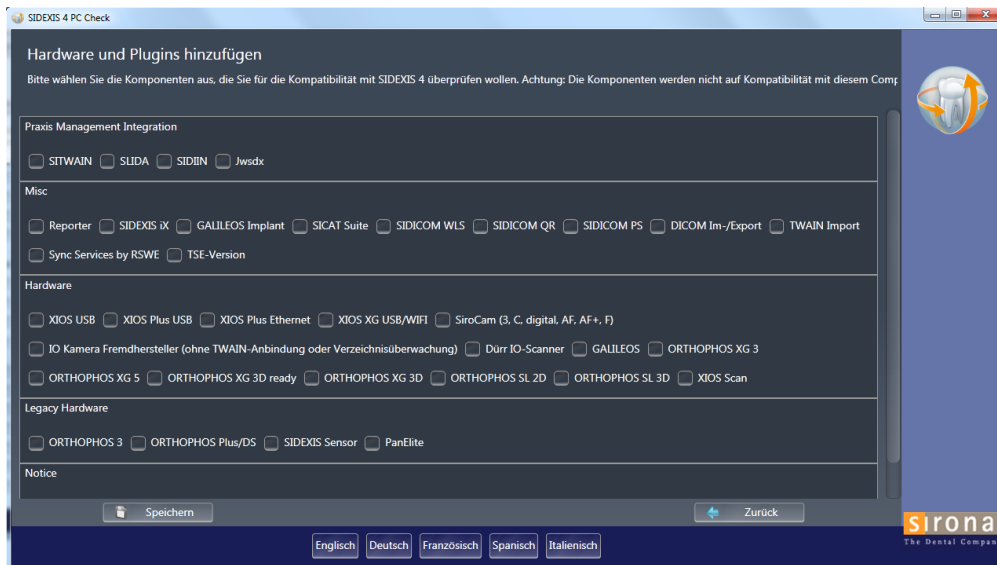 SIDEXIS 4 PC Check
Hardware und Plugins hinzufügen
Bitte wählen Sie die Komponenten aus, die Sie für die Kompatibilität mit SIDEXIS 4 überprüfen wollen. Achtung: Die Komponenten werden nicht auf Kompatibilität mit diesem Comp
Praxis Management Integration
SITWAIN SLIDA SIDIIN Jwsdx
Misc
Reporter SIDEXIS iX GALILEOS Implant SICAT Suite SIDICOM WLS SIDICOM QR SIDICOM PS DICOM Im-/Export TWAIN Import
Sync Services by RSWE TSE-Version
Hardware
XIOS USB XIOS Plus USB XIOS Plus Ethernet XIOS XG USB/WIFI SiroCam (3, C, digital, AF, AF+, F)
IO Kamera Fremdhersteller (ohne TWAIN-Anbindung oder Verzeichnisüberwachung) Dürr IO-Scanner GALILEOS ORTHOPHOS XG 3
ORTHOPHOS XG 5 ORTHOPHOS XG 3D ready ORTHOPHOS XG 3D ORTHOPHOS SL 2D ORTHOPHOS SL 3D XIOS Scan
Legacy Hardware
ORTHOPHOS 3 ORTHOPHOS Plus/DS SIDEXIS Sensor PanElite
Notice
Speichern Zurück
sirona
The Dental Compan
Englisch Deutsch Französisch Spanisch Italienisch